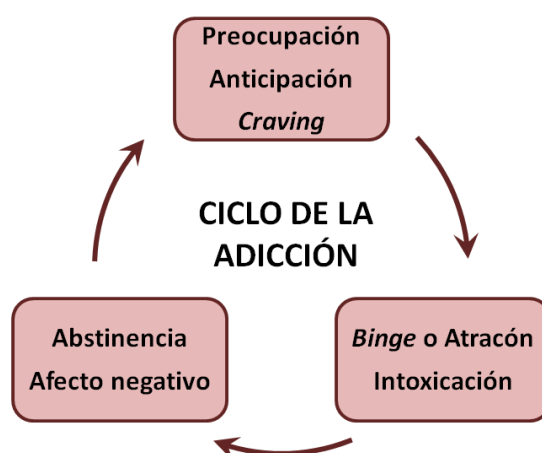 Preocupación
Anticipación
Craving
CICLO DE LA
ADICCIÓN
Abstinencia
Afecto negativo
Binge o Atracón
Intoxicación